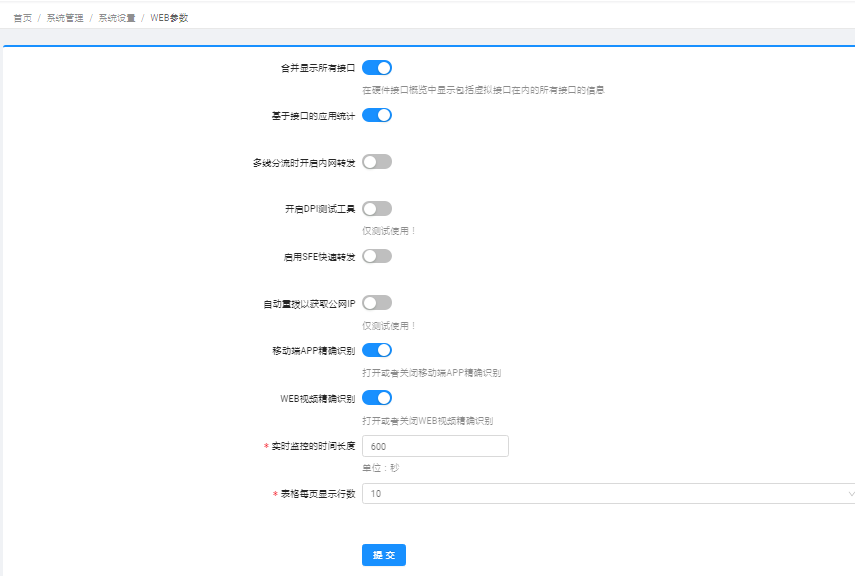 首页 / 系统管理 / 系统设置 / WEB参数
合并显示所有接口
在硬件接口概览中显示包括虚拟接口在内的所有接口的信息
基于接口的应用统计
多线分流时开启内网转发
开启DPI测试工具
仅测试使用！
启用SFE快速转发
自动重拨以获取公网IP
仅测试使用！
移动端APP精确识别
打开或者关闭移动端APP精确识别
WEB视频精确识别
打开或者关闭WEB视频精确识别
* 实时监控的时间长度 600
单位：秒
* 表格每页显示行数 10
提 交